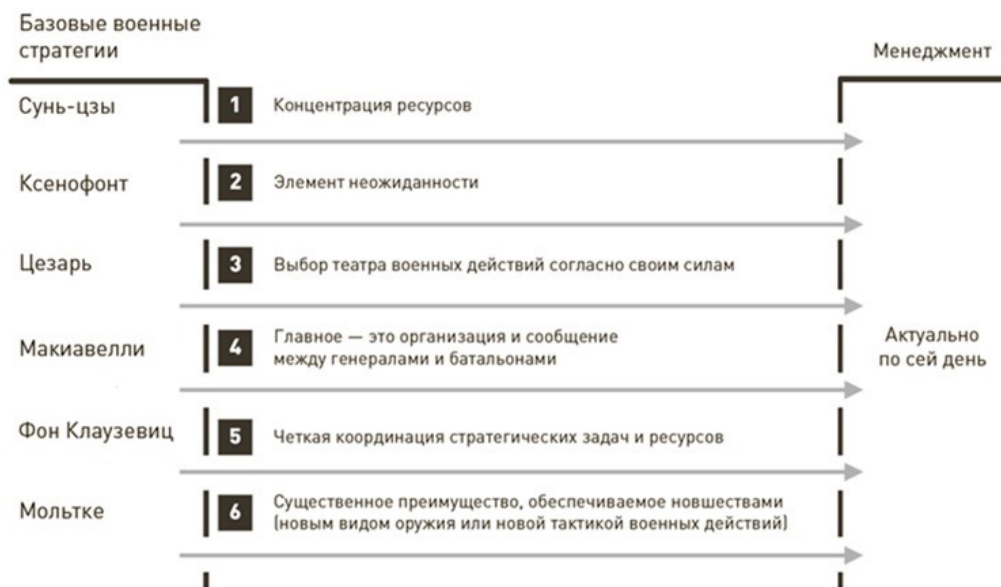 Базовые военные
стратегии
Менеджмент
Сунь-цзы
1
Концентрация ресурсов
Ксенофонт
2
Элемент неожиданности
Цезарь
3
Выбор театра военных действий согласно своим силам
Макиавелли
4
Главное — это организация и сообщение
между генералами и батальонами
Актуально
по сей день
Фон Клаузевиц
5
Четкая координация стратегических задач и ресурсов
Мольтке
6
Существенное преимущество, обеспечиваемое новшествами
(новым видом оружия или новой тактикой военных действий)